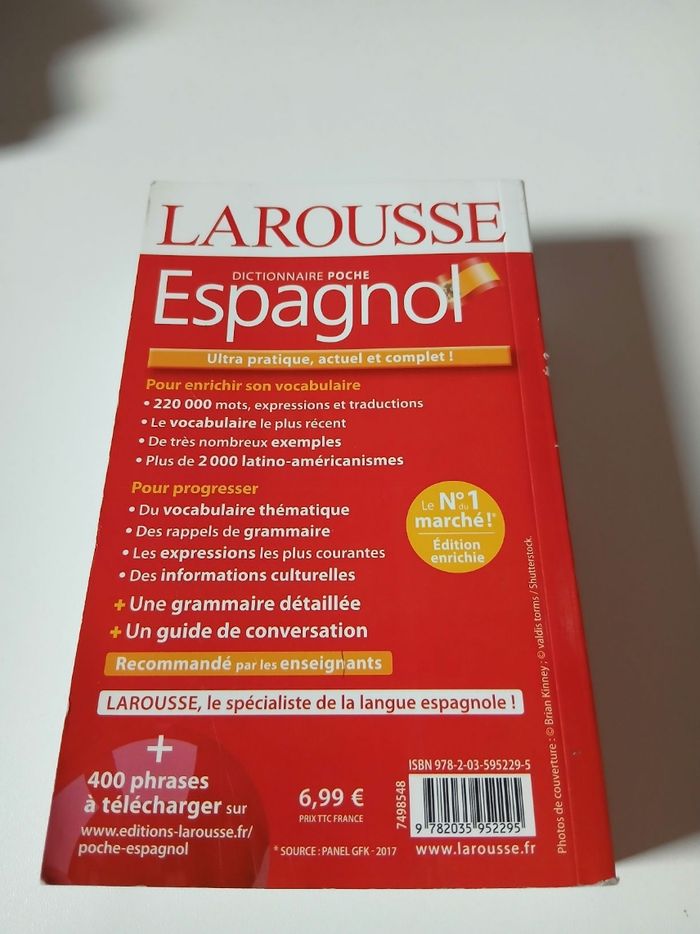 LAROUSSE
DICTIONNAIRE POCHE
Espagnol
Ultra pratique, actuel et complet !
Pour enrichir son vocabulaire
• 220 000 mots, expressions et traductions
• Le vocabulaire le plus récent
• De très nombreux exemples
• Plus de 2 000 latino-américanismes
Pour progresser
• Du vocabulaire thématique
• Des rappels de grammaire
• Les expressions les plus courantes
• Des informations culturelles
+ Une grammaire détaillée
+ Un guide de conversation
Le N°1 du
marché !*
Édition
enrichie
Recommandé par les enseignants
LAROUSSE, le spécialiste de la langue espagnole !
+
400 phrases
à télécharger sur
www.editions-larousse.fr/
poche-espagnol
6,99 €
PRIX TTC FRANCE
* SOURCE : PANEL GFK - 2017
7498548
ISBN 978-2-03-595229-5
9 782035 952295
www.larousse.fr
Photos de couverture : © Brian Kinney ; © valdis torms / Shutterstock.